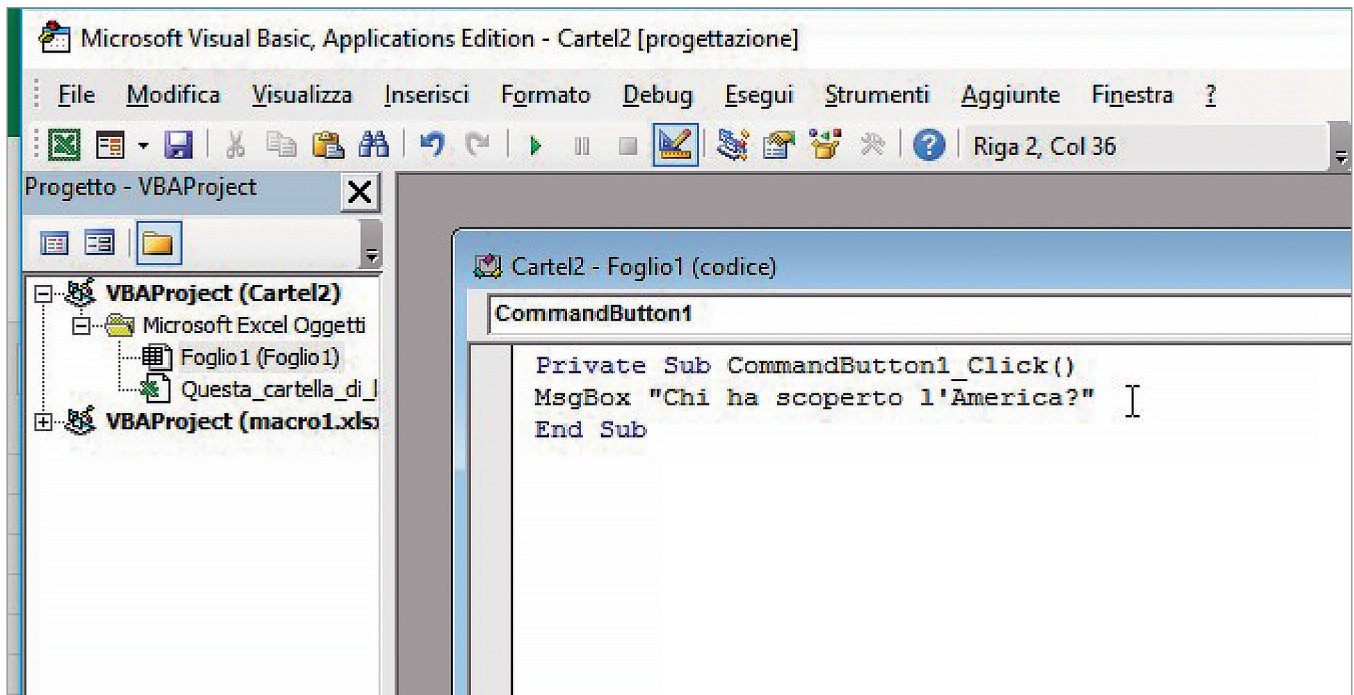 Microsoft Visual Basic, Applications Edition - Cartel2 [progettazione]
File Modifica Visualizza Inserisci Formato Debug Esegui Strumenti Aggiunte Finestra ?
Riga 2, Col 36
Progetto - VBAProject
VBAProject (Cartel2)
Microsoft Excel Oggetti
Foglio1 (Foglio1)
Questa_cartella_di_l
VBAProject (macro1.xlsx
Cartel2 - Foglio1 (codice)
CommandButton1
Private Sub CommandButton1_Click()
MsgBox "Chi ha scoperto l'America?"
End Sub